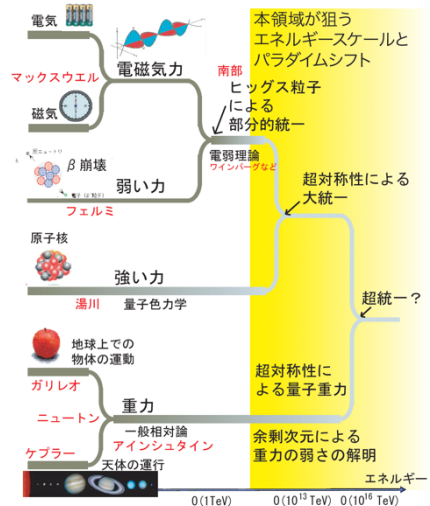 電気
本領域が狙う
エネルギースケールと
パラダイムシフト
マックスウエル
電磁気力
南部
ヒッグス粒子
による
部分的統一
磁気
β崩壊
電弱理論
ワインバーグなど
弱い力
フェルミ
超対称性による
大統一
原子核
強い力
湯川
量子色力学
超統一？
地球上での
物体の運動
ガリレオ
超対称性に
よる量子重力
ニュートン
重力
一般相対論
アインシュタイン
余剰次元による
重力の弱さの解明
ケプラー
天体の運行
エネルギー
O(1TeV)
O(10¹³TeV)
O(10¹⁶ TeV)